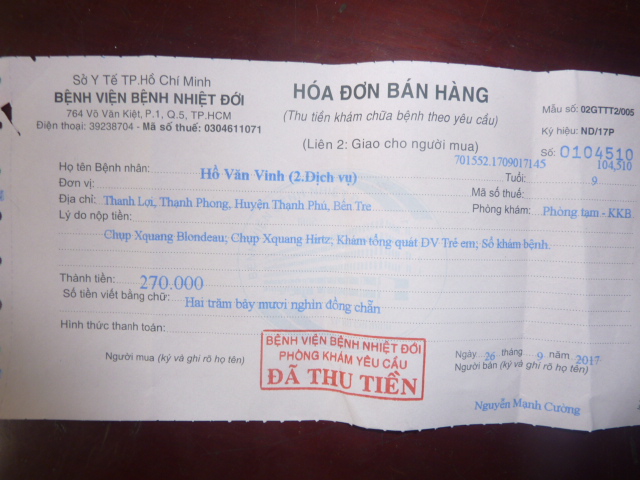 Sở Y Tế TP.Hồ Chí Minh
BỆNH VIỆN BỆNH NHIỆT ĐỚI
764 Võ Văn Kiệt, P.1, Q.5, TP.HCM
Điện thoại: 39238704 - Mã số thuế: 0304611071
HÓA ĐƠN BÁN HÀNG
(Thu tiền khám chữa bệnh theo yêu cầu)
(Liên 2: Giao cho người mua)
Mẫu số: 02GTTT2/005
Ký hiệu: ND/17P
Số: 0104510
701552.1709017145 104,510
Họ tên Bệnh nhân: Hồ Văn Vinh (2.Dịch vụ) Tuổi: 9
Đơn vị: Mã số thuế:
Địa chỉ: Thanh Lợi, Thạnh Phong, Huyện Thạnh Phú, Bến Tre Phòng khám: Phòng tạm - KKB
Lý do nộp tiền:
Chụp Xquang Blondeau; Chụp Xquang Hirtz; Khám tổng quát ĐV Trẻ em; Sổ khám bệnh.
Thành tiền: 270.000
Số tiền viết bằng chữ: Hai trăm bảy mươi nghìn đồng chẵn
Hình thức thanh toán:
Người mua (ký và ghi rõ họ tên)
BỆNH VIỆN BỆNH NHIỆT ĐỚI
PHÒNG KHÁM YÊU CẦU
ĐÃ THU TIỀN
Ngày 26 tháng 9 năm 2017
Người bán (ký và ghi rõ họ tên)
Nguyễn Mạnh Cường